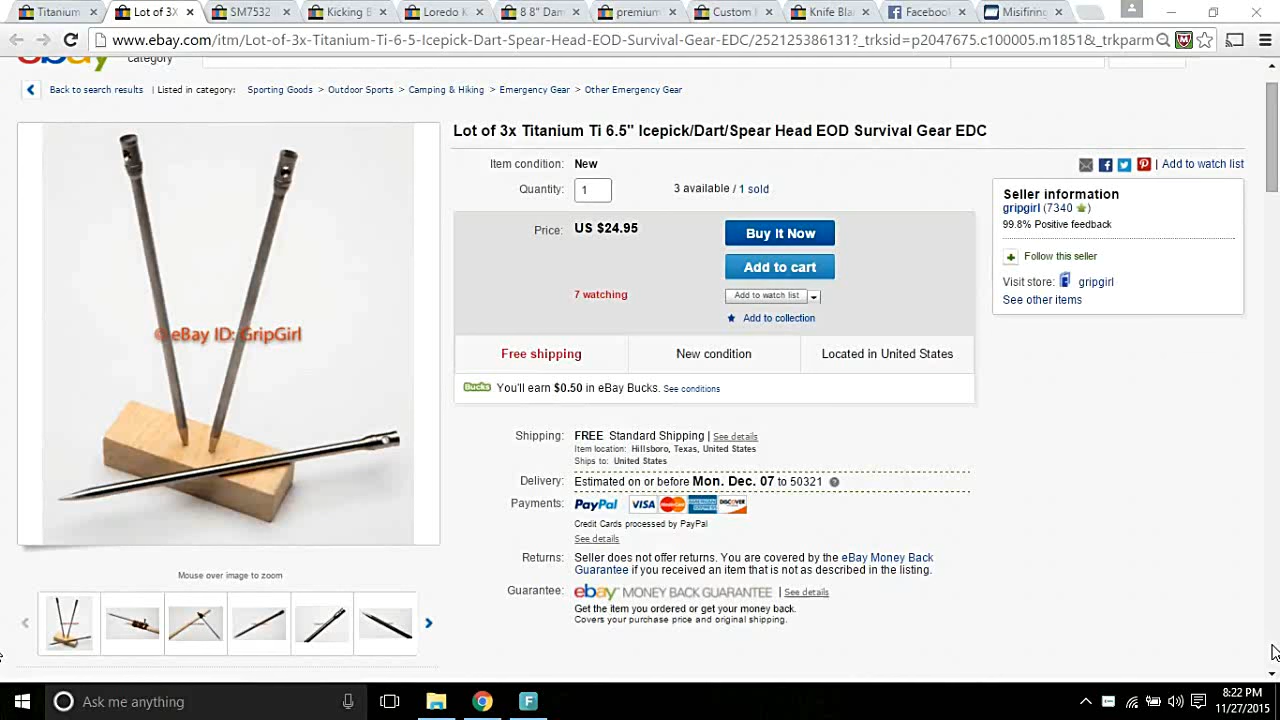 Titanium
Lot of 3x
SM7532
Kicking B
Loredo
8 8" Dam
premium
Custom
Knife Bla
Facebook
Misifiring
www.ebay.com/itm/Lot-of-3x-Titanium-Ti-6-5-Icepick-Dart-Spear-Head-EOD-Survival-Gear-EDC/252125386131?_trksid=p2047675.c100005.m1851&_trkparm
ebay
category
Back to search results | Listed in category: Sporting Goods > Outdoor Sports > Camping & Hiking > Emergency Gear > Other Emergency Gear
Lot of 3x Titanium Ti 6.5" Icepick/Dart/Spear Head EOD Survival Gear EDC
Item condition: New
| Add to watch list
Quantity: 1
3 available / 1 sold
Seller information
gripgirl (7340)
99.8% Positive feedback
Follow this seller
Visit store: gripgirl
See other items
Price: US $24.95
Buy It Now
Add to cart
7 watching
Add to watch list
Add to collection
© eBay ID: GripGirl
Free shipping
New condition
Located in United States
Bucks You'll earn $0.50 in eBay Bucks. See conditions
Shipping: FREE Standard Shipping | See details
Item location: Hillsboro, Texas, United States
Ships to: United States
Delivery: Estimated on or before Mon. Dec. 07 to 50321 ?
Payments: PayPal VISA MasterCard AMERICAN EXPRESS DISCOVER
Credit Cards processed by PayPal
See details
Returns: Seller does not offer returns. You are covered by the eBay Money Back
Guarantee if you received an item that is not as described in the listing.
Mouse over image to zoom
Guarantee: ebay MONEY BACK GUARANTEE | See details
Get the item you ordered or get your money back.
Covers your purchase price and original shipping.
Ask me anything
F
8:22 PM
11/27/2015